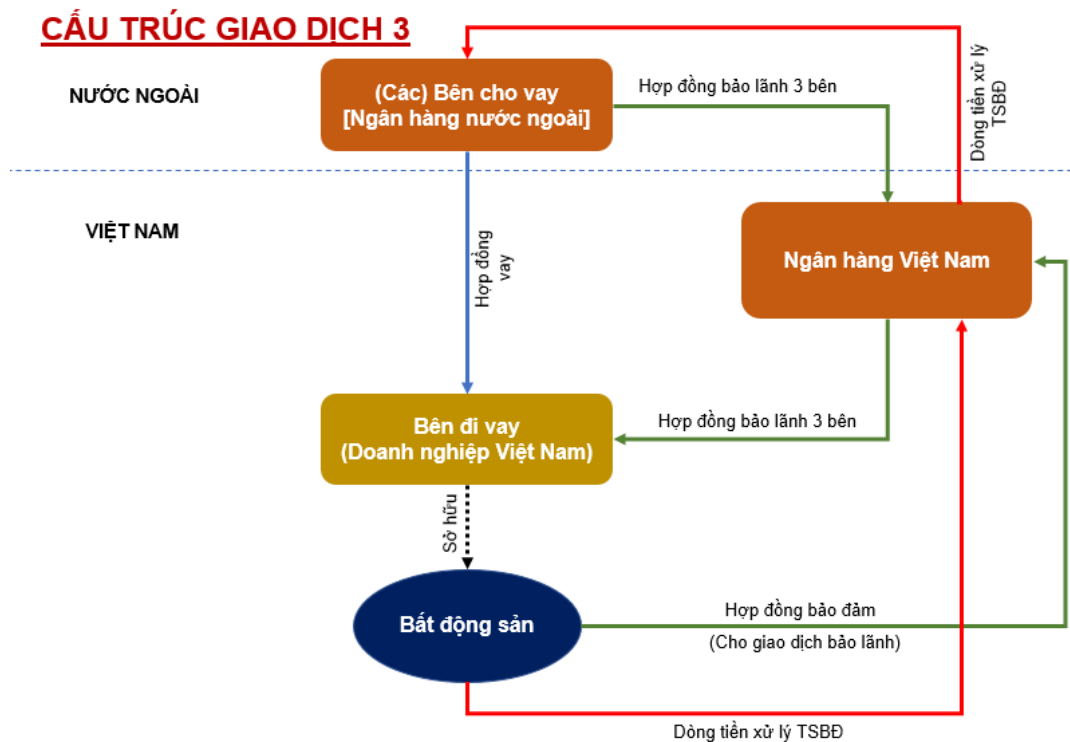 CẤU TRÚC GIAO DỊCH 3
NƯỚC NGOÀI
(Các) Bên cho vay
[Ngân hàng nước ngoài]
Hợp đồng bảo lãnh 3 bên
Dòng tiền xử lý
TSBĐ
VIỆT NAM
Hợp đồng
vay
Ngân hàng Việt Nam
Bên đi vay
(Doanh nghiệp Việt Nam)
Hợp đồng bảo lãnh 3 bên
Sở hữu
Bất động sản
Hợp đồng bảo đảm
(Cho giao dịch bảo lãnh)
Dòng tiền xử lý TSBĐ